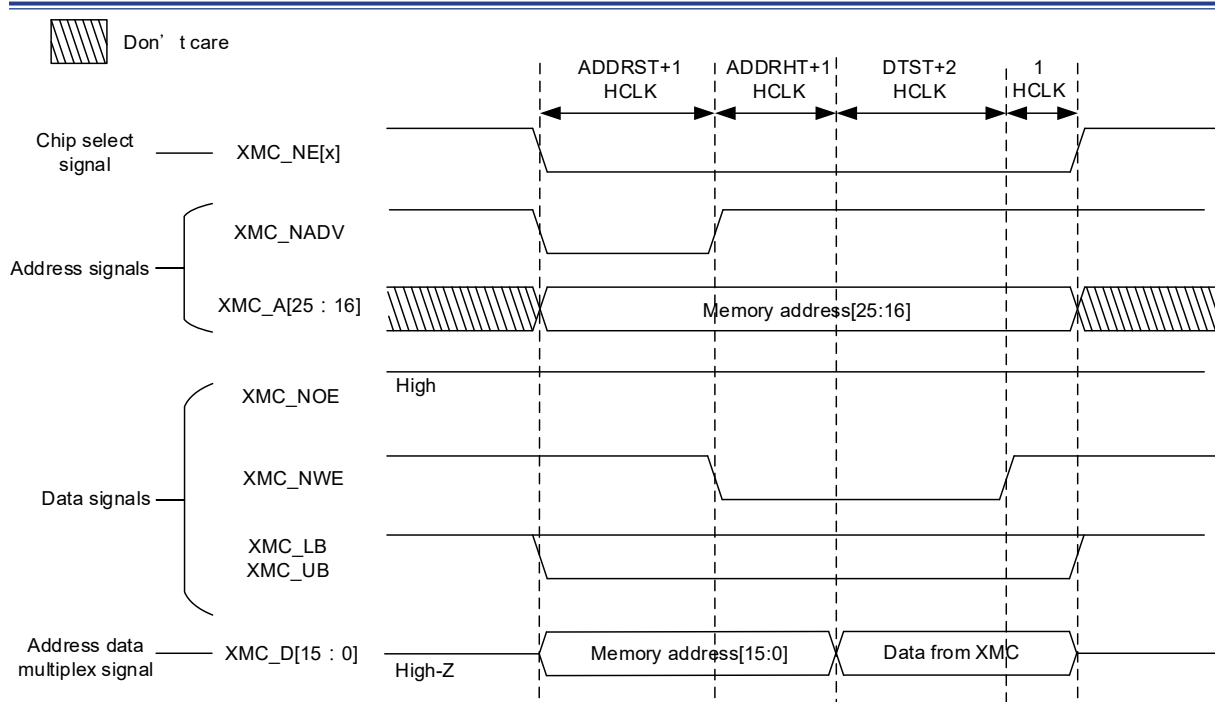 Don’ t care
ADDRST+1
HCLK
ADDRHT+1
HCLK
DTST+2
HCLK
1
HCLK
Chip select
signal
XMC_NE[x]
XMC_NADV
Address signals
XMC_A[25：16]
Memory address[25:16]
High
XMC_NOE
XMC_NWE
Data signals
XMC_LB
XMC_UB
Address data
multiplex signal
XMC_D[15：0]
High-Z
Memory address[15:0]
Data from XMC